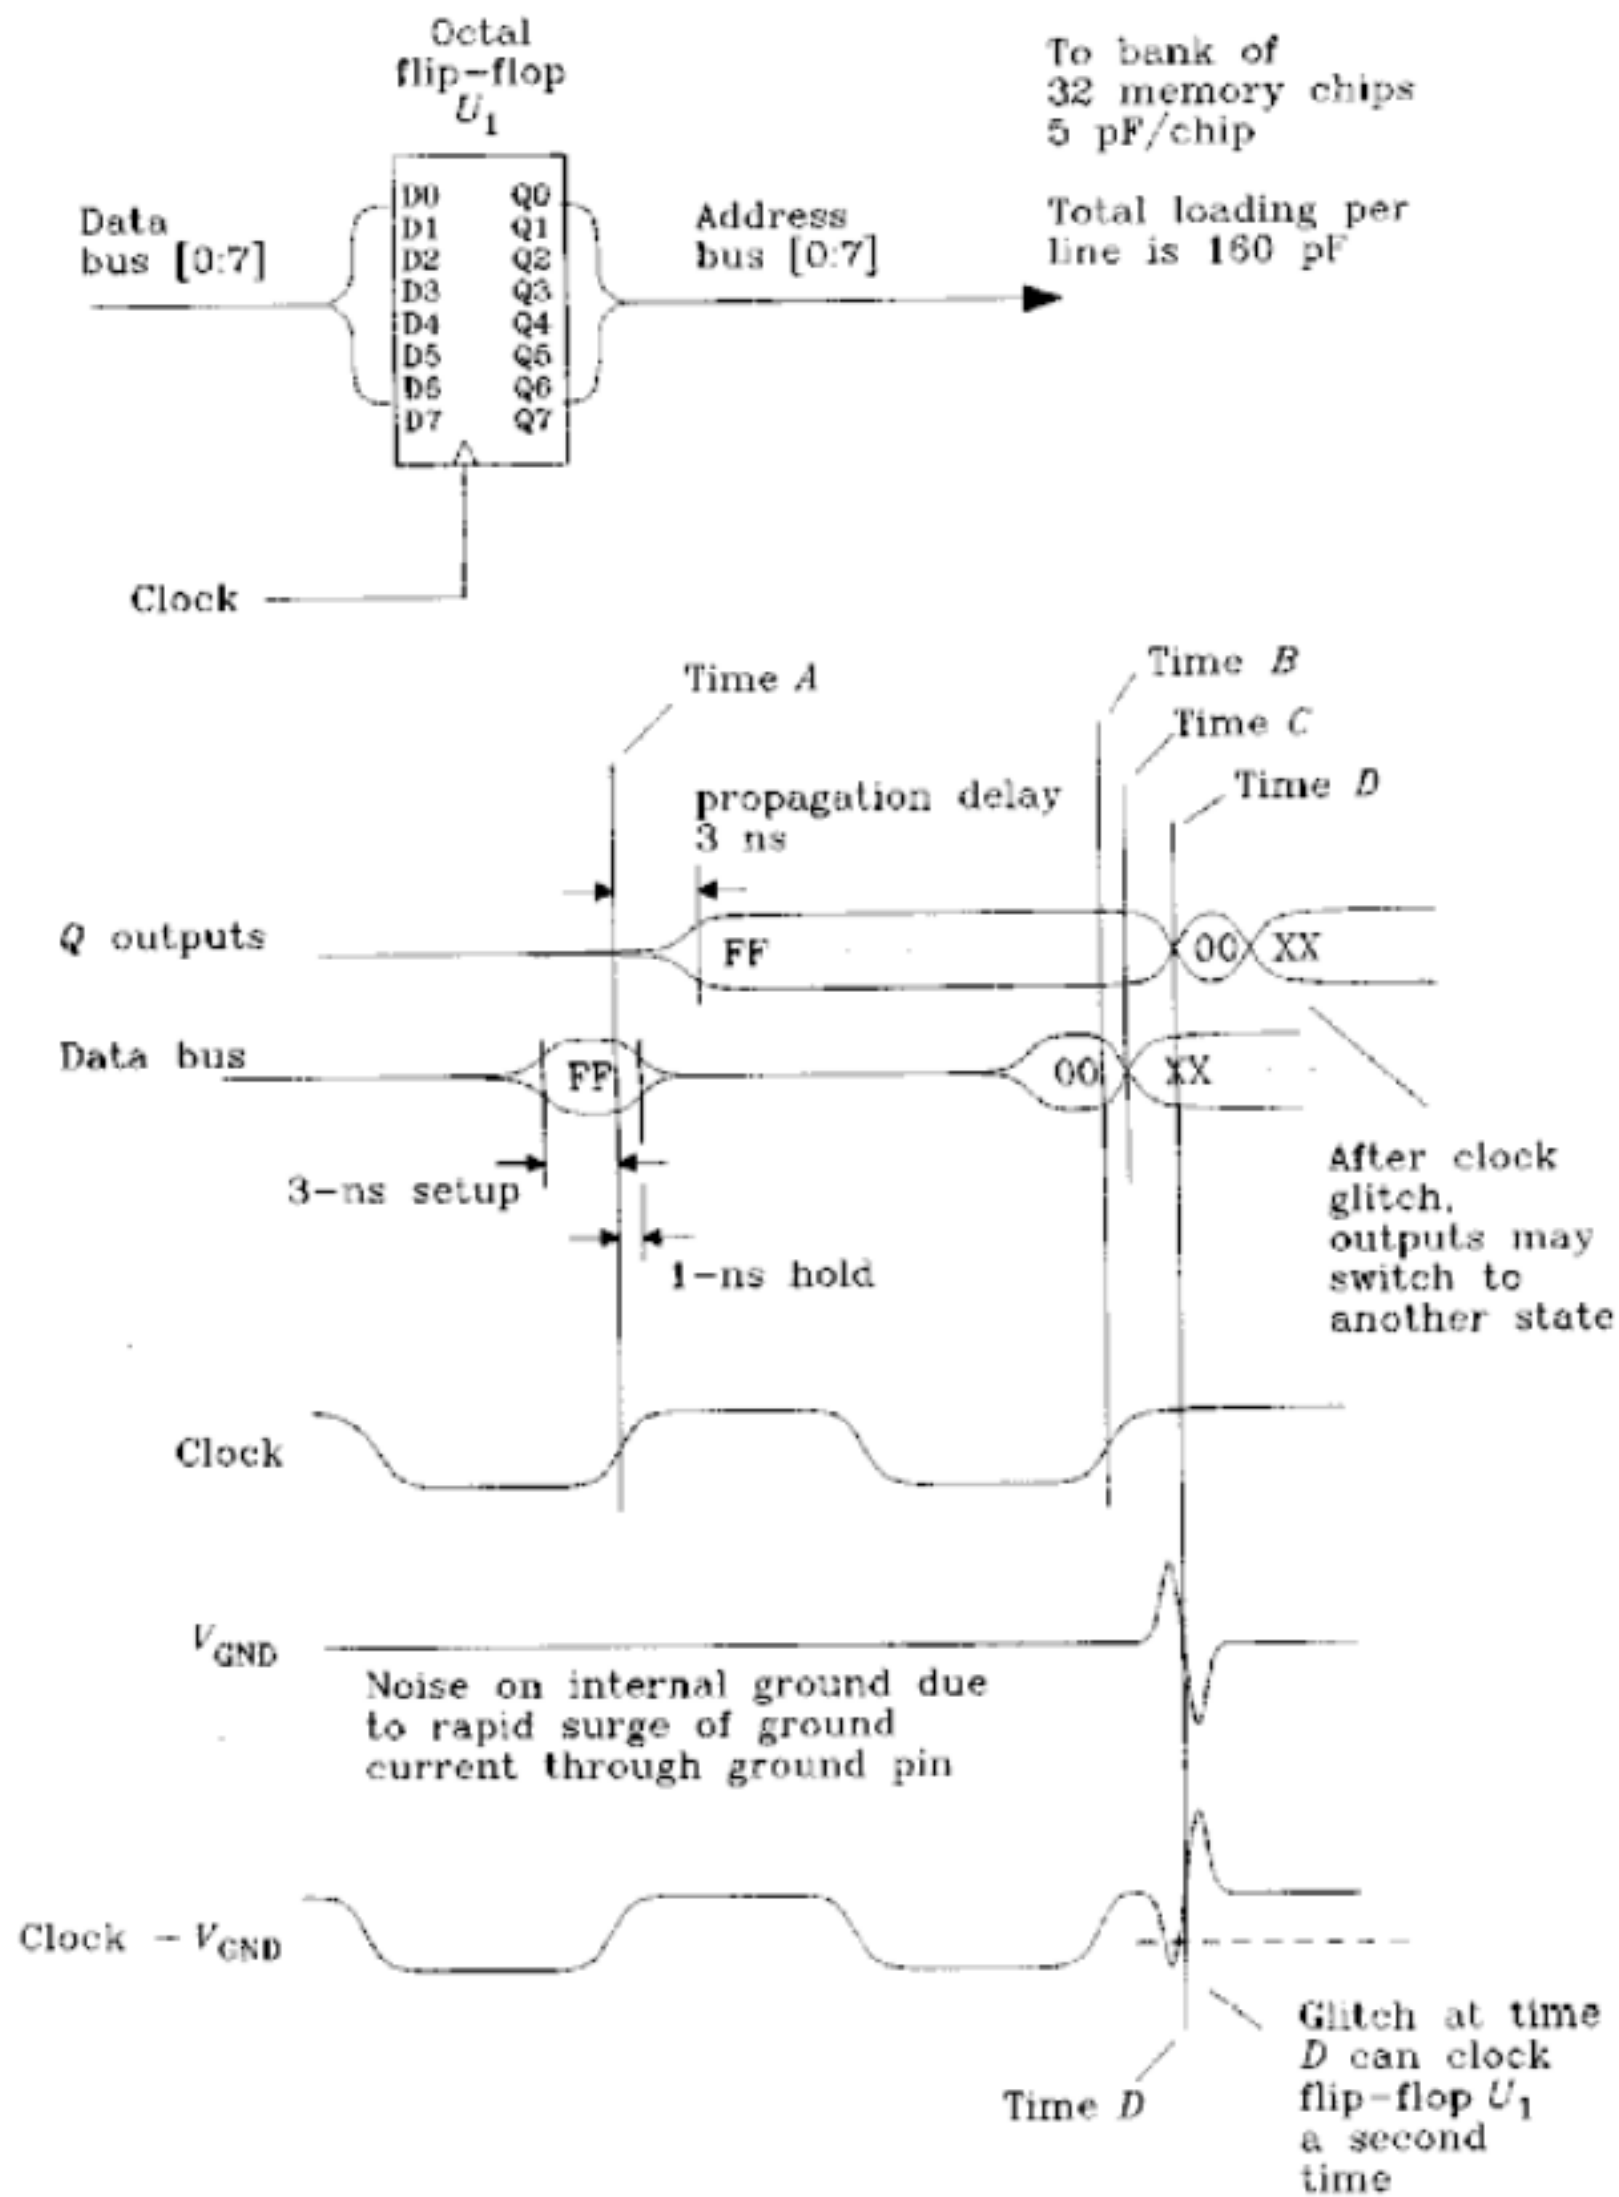 Octal
flip-flop
U1
To bank of
32 memory chips
5 pF/chip
Total loading per
line is 160 pF
Data
bus [0:7]
Address
bus [0:7]
D0 Q0
D1 Q1
D2 Q2
D3 Q3
D4 Q4
D5 Q5
D6 Q6
D7 Q7
Clock
Time A
Time B
Time C
Time D
propagation delay
3 ns
Q outputs
FF
00
XX
Data bus
FF
00
XX
3-ns setup
1-ns hold
After clock
glitch,
outputs may
switch to
another state
Clock
VGND
Noise on internal ground due
to rapid surge of ground
current through ground pin
Clock - VGND
Time D
Glitch at time
D can clock
flip-flop U1
a second
time